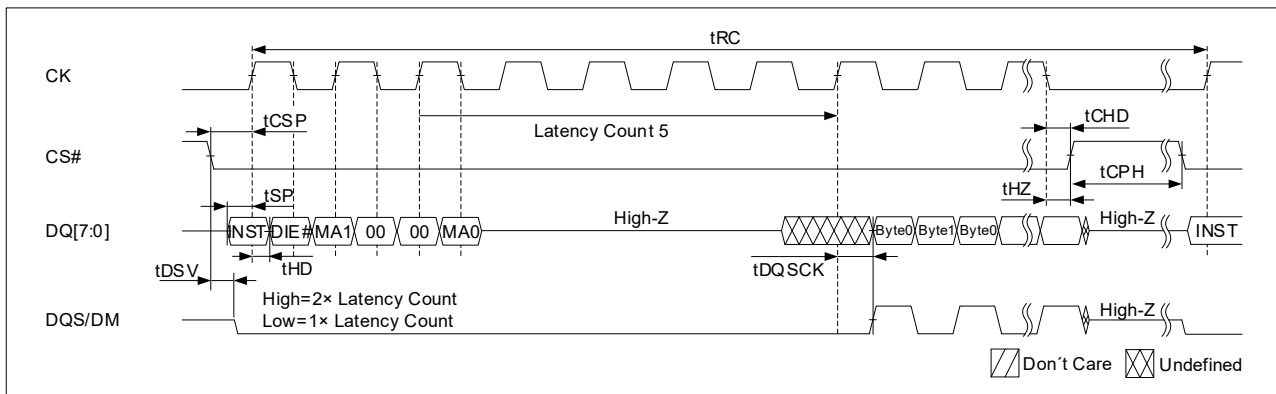 tRC
CK
tCSP
Latency Count 5
tCHD
CS#
tSP
tHZ
tCPH
DQ[7:0]
INST DIE# MA1 00 00 MA0 High-Z Byte0 Byte1 Byte0 High-Z INST
tDSV
tHD
tDQSCK
High=2× Latency Count
Low=1× Latency Count
DQS/DM
High-Z
Don´t Care Undefined